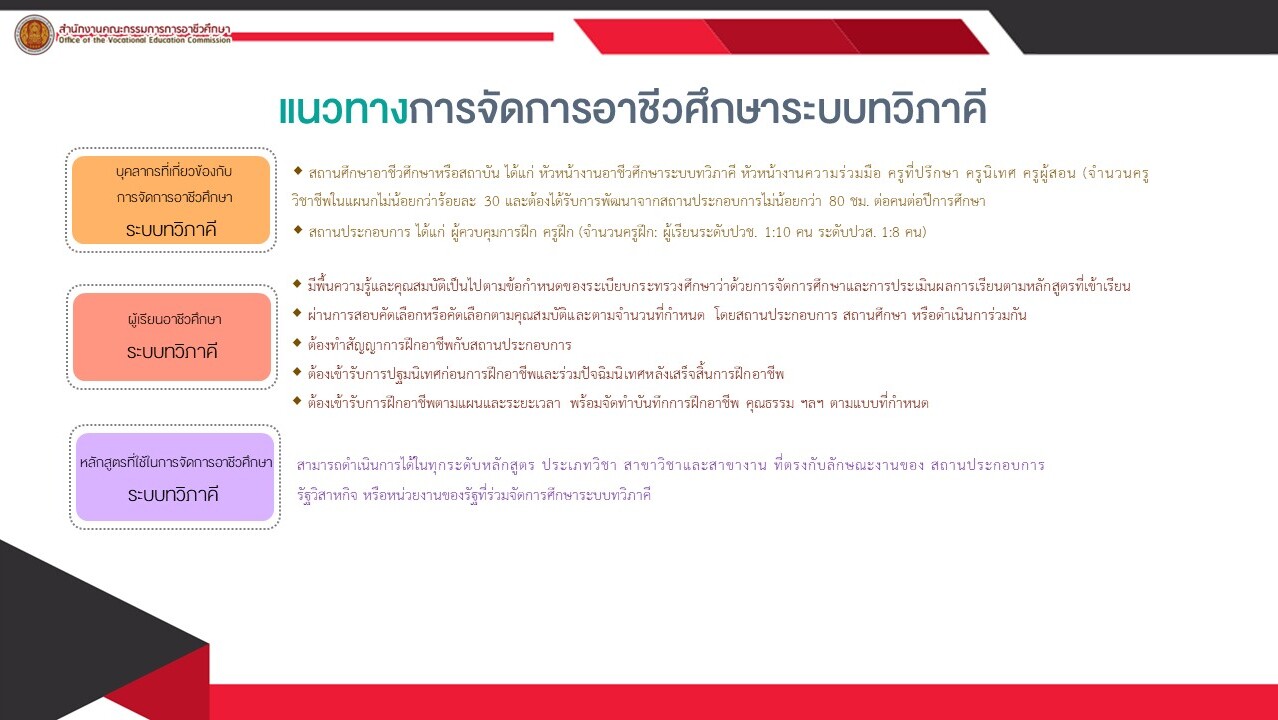 สำนักงานคณะกรรมการการอาชีวศึกษา
Office of the Vocational Education Commission
แนวทางการจัดการอาชีวศึกษาระบบทวิภาคี
บุคลากรที่เกี่ยวข้องกับ
การจัดการอาชีวศึกษา
ระบบทวิภาคี
❖ สถานศึกษาอาชีวศึกษาหรือสถาบัน ได้แก่ หัวหน้างานอาชีวศึกษาระบบทวิภาคี หัวหน้างานความร่วมมือ ครูที่ปรึกษา ครูนิเทศ ครูผู้สอน (จำนวนครู
วิชาชีพในแผนกไม่น้อยกว่าร้อยละ 30 และต้องได้รับการพัฒนาจากสถานประกอบการไม่น้อยกว่า 80 ชม. ต่อคนต่อปีการศึกษา
❖ สถานประกอบการ ได้แก่ ผู้ควบคุมการฝึก ครูฝึก (จำนวนครูฝึก: ผู้เรียนระดับปวช. 1:10 คน ระดับปวส. 1:8 คน)
ผู้เรียนอาชีวศึกษา
ระบบทวิภาคี
❖ มีพื้นความรู้และคุณสมบัติเป็นไปตามข้อกำหนดของระเบียบกระทรวงศึกษาว่าด้วยการจัดการศึกษาและการประเมินผลการเรียนตามหลักสูตรที่เข้าเรียน
❖ ผ่านการสอบคัดเลือกหรือคัดเลือกตามคุณสมบัติและตามจำนวนที่กำหนด โดยสถานประกอบการ สถานศึกษา หรือดำเนินการ่วมกัน
❖ ต้องทำสัญญาการฝึกอาชีพกับสถานประกอบการ
❖ ต้องเข้ารับการปฐมนิเทศก่อนการฝึกอาชีพและร่วมปัจฉิมนิเทศหลังเสร็จสิ้นการฝึกอาชีพ
❖ ต้องเข้ารับการฝึกอาชีพตามแผนและระยะเวลา พร้อมจัดทำบันทึกการฝึกอาชีพ คุณธรรม ฯลฯ ตามแบบที่กำหนด
หลักสูตรที่ใช้ในการจัดการอาชีวศึกษา
ระบบทวิภาคี
สามารถดำเนินการได้ในทุกระดับหลักสูตร ประเภทวิชา สาขาวิชาและสาขางาน ที่ตรงกับลักษณะงานของ สถานประกอบการ
รัฐวิสาหกิจ หรือหน่วยงานของรัฐที่ร่วมจัดการศึกษาระบบทวิภาคี